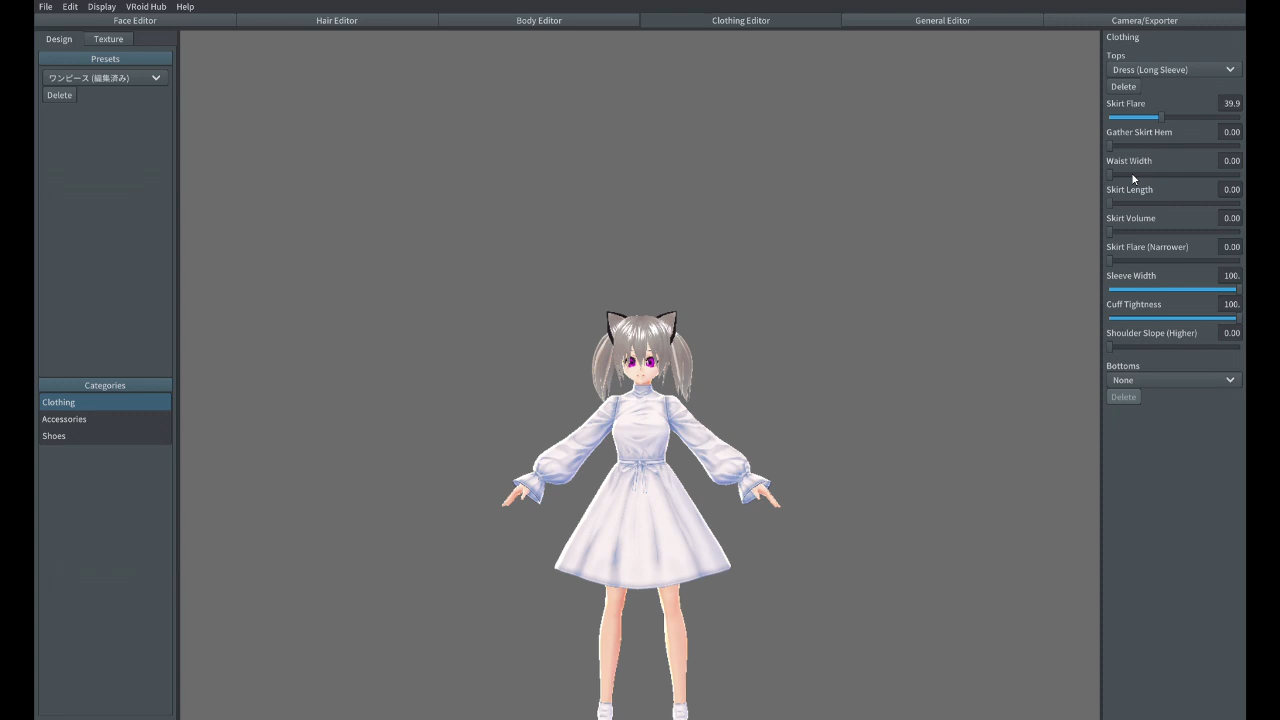 File Edit Display VRoid Hub Help
Face Editor Hair Editor Body Editor Clothing Editor General Editor Camera/Exporter
Design Texture
Presets
ワンピース (編集済み)
Delete
Categories
Clothing
Accessories
Shoes
Clothing
Tops
Dress (Long Sleeve)
Delete
Skirt Flare 39.9
Gather Skirt Hem 0.00
Waist Width 0.00
Skirt Length 0.00
Skirt Volume 0.00
Skirt Flare (Narrower) 0.00
Sleeve Width 100.
Cuff Tightness 100.
Shoulder Slope (Higher) 0.00
Bottoms
None
Delete